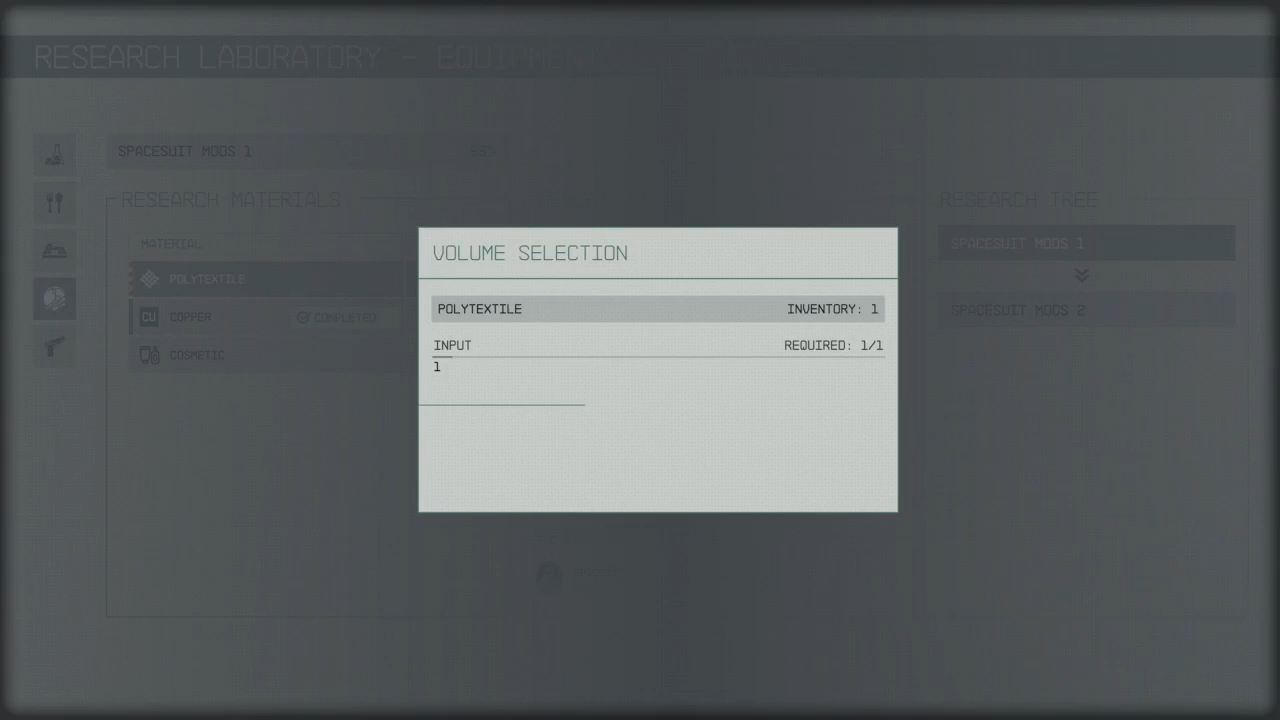 RESEARCH LABORATORY - EQUIPMENT
SPACESUIT MODS 1
RESEARCH MATERIALS
MATERIAL
POLYTEXTILE
CU COPPER COMPLETED
COSMETIC
VOLUME SELECTION
POLYTEXTILE INVENTORY: 1
INPUT REQUIRED: 1/1
1
RESEARCH TREE
SPACESUIT MODS 1
SPACESUIT MODS 2